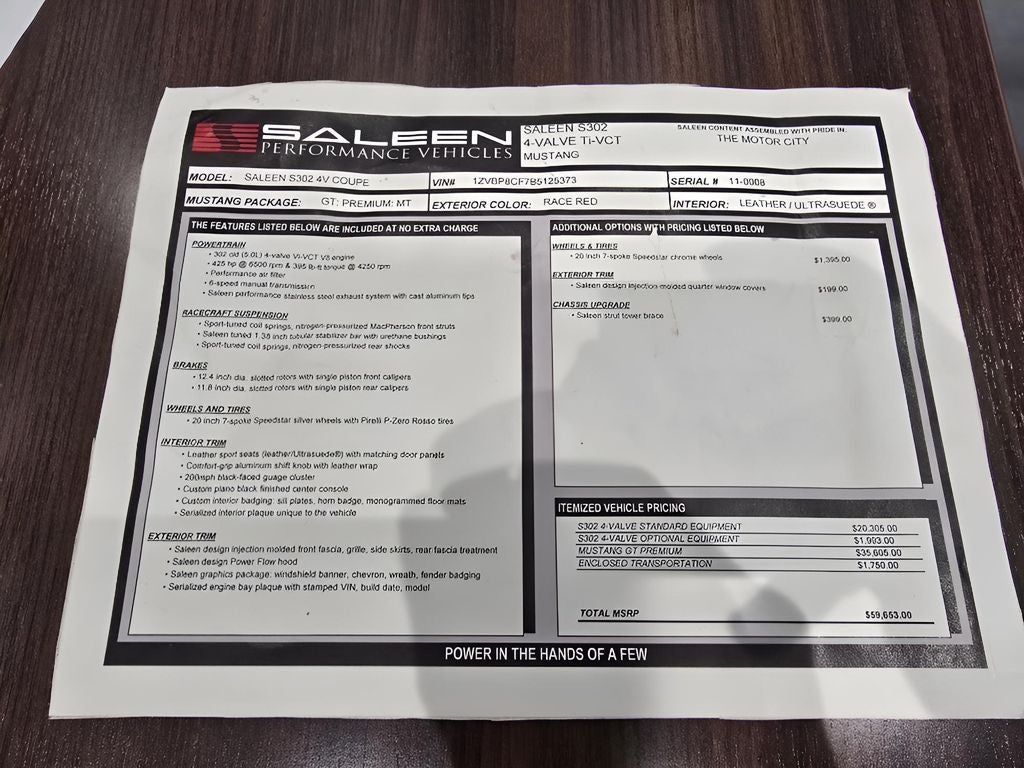 SALEEN
PERFORMANCE VEHICLES
SALEEN S302
4-VALVE Ti-VCT
MUSTANG
SALEEN CONTENT ASSEMBLED WITH PRIDE IN:
THE MOTOR CITY
MODEL: SALEEN S302 4V COUPE
VIN# 1ZVBP8CF7B5125373
SERIAL # 11-0008
MUSTANG PACKAGE: GT: PREMIUM: MT
EXTERIOR COLOR: RACE RED
INTERIOR: LEATHER / ULTRASUEDE ®
THE FEATURES LISTED BELOW ARE INCLUDED AT NO EXTRA CHARGE
POWERTRAIN
• 302 cid (5.0L) 4-valve Vi-VCT V8 engine
• 425 hp @ 6500 rpm & 395 lb-ft torque @ 4250 rpm
• Performance air filter
• 6-speed manual transmission
• Saleen performance stainless steel exhaust system with cast aluminum tips
RACECRAFT SUSPENSION
• Sport-tuned coil springs, nitrogen-pressurized MacPherson front struts
• Saleen tuned 1.38 inch tubular stabilizer bar with urethane bushings
• Sport-tuned coil springs, nitrogen-pressurized rear shocks
BRAKES
• 12.4 inch dia. slotted rotors with single piston front calipers
• 11.8 inch dia. slotted rotors with single piston rear calipers
WHEELS AND TIRES
• 20 inch 7-spoke Speedstar silver wheels with Pirelli P-Zero Rosso tires
INTERIOR TRIM
• Leather sport seats (leather/Ultrasuede®) with matching door panels
• Comfort-grip aluminum shift knob with leather wrap
• 200mph black-faced guage cluster
• Custom piano black finished center console
• Custom interior badging: sill plates, horn badge, monogrammed floor mats
• Serialized interior plaque unique to the vehicle
EXTERIOR TRIM
• Saleen design injection molded front fascia, grille, side skirts, rear fascia treatment
• Saleen design Power Flow hood
• Saleen graphics package: windshield banner, chevron, wreath, fender badging
• Serialized engine bay plaque with stamped VIN, build date, model
ADDITIONAL OPTIONS WITH PRICING LISTED BELOW
WHEELS & TIRES
• 20 inch 7-spoke Speedstar chrome wheels $1,395.00
EXTERIOR TRIM
• Saleen design injection-molded quarter window covers $199.00
CHASSIS UPGRADE
• Saleen strut tower brace $399.00
ITEMIZED VEHICLE PRICING
S302 4-VALVE STANDARD EQUIPMENT $20,305.00
S302 4-VALVE OPTIONAL EQUIPMENT $1,993.00
MUSTANG GT PREMIUM $35,605.00
ENCLOSED TRANSPORTATION $1,750.00
TOTAL MSRP $59,653.00
POWER IN THE HANDS OF A FEW